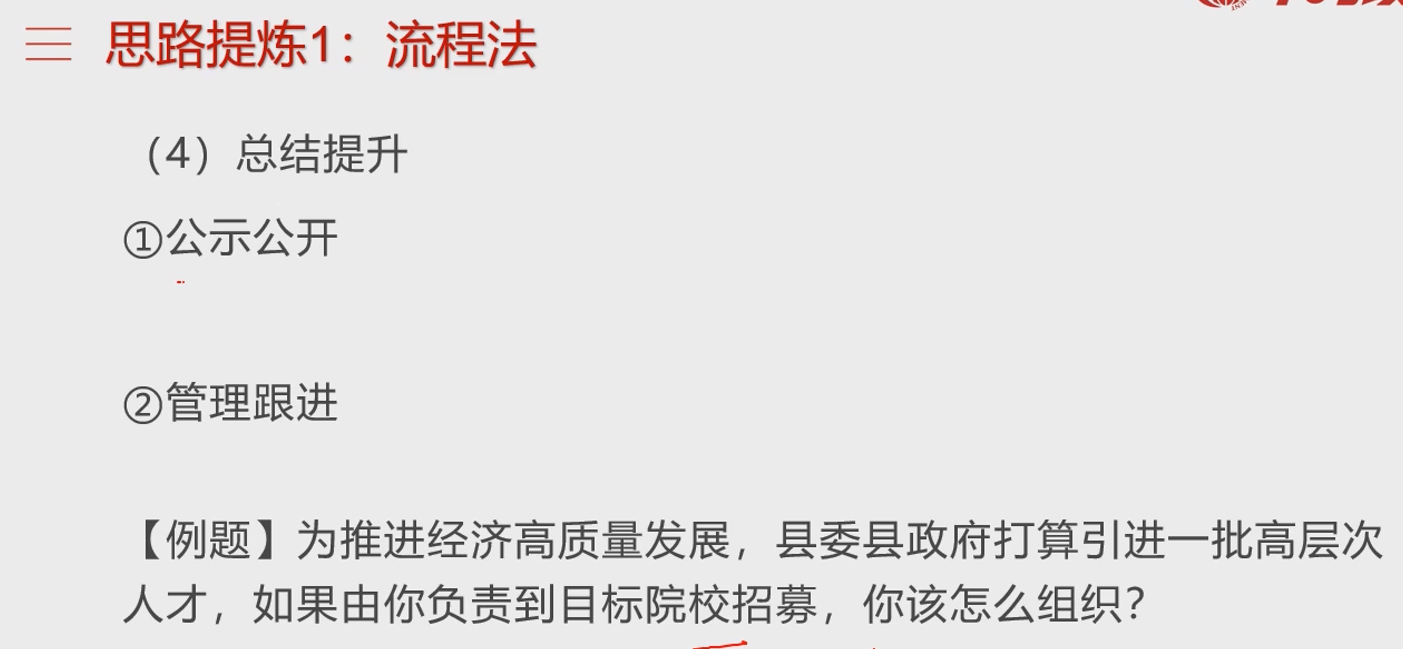 思路提炼1：流程法
（4）总结提升
①公示公开
②管理跟进
【例题】为推进经济高质量发展，县委县政府打算引进一批高层次
人才，如果由你负责到目标院校招募，你该怎么组织？